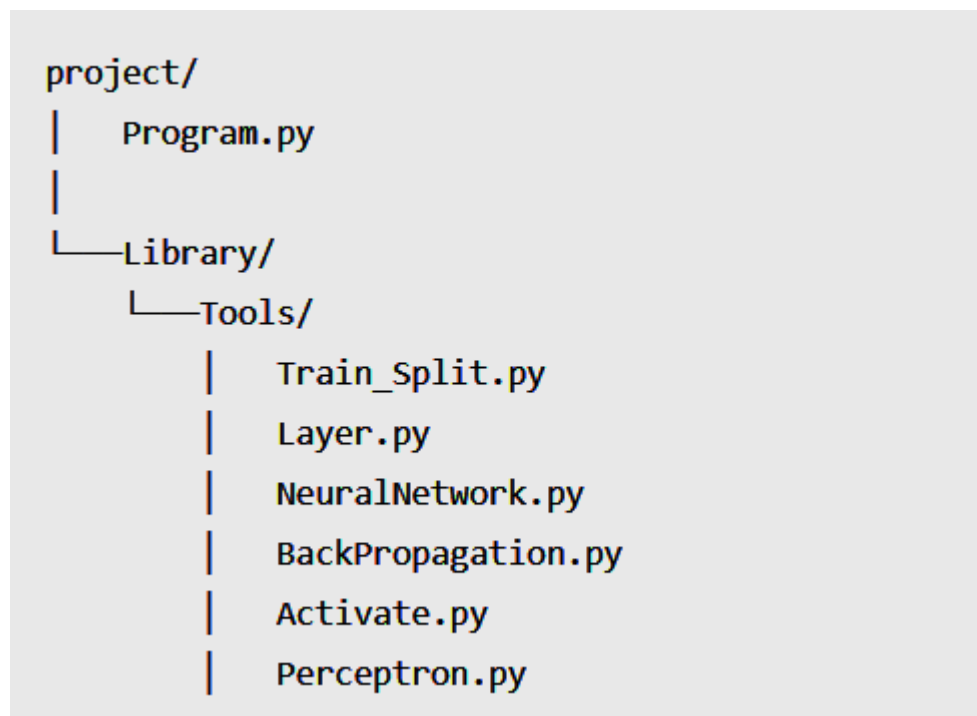 project/
│   Program.py
│
└───Library/
    └───Tools/
        │   Train_Split.py
        │   Layer.py
        │   NeuralNetwork.py
        │   BackPropagation.py
        │   Activate.py
        │   Perceptron.py